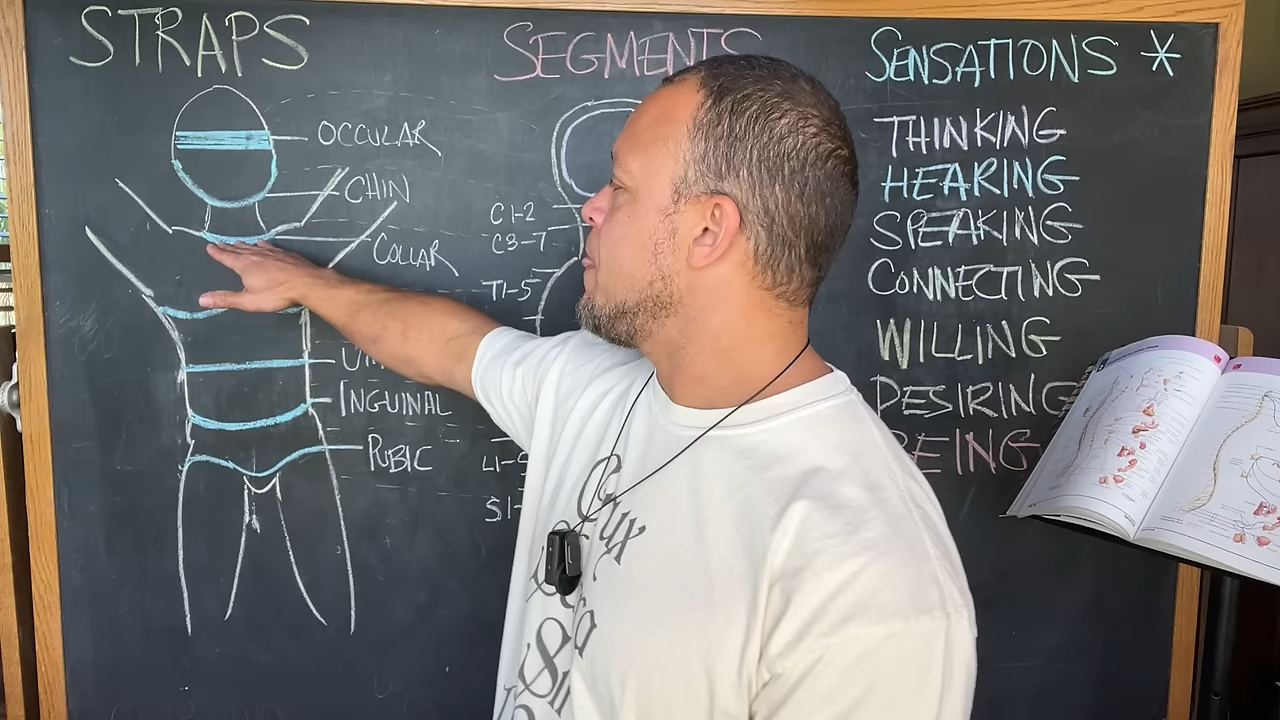 STRAPS
OCCULAR
CHIN
COLLAR
INGUINAL
PUBIC
SEGMENTS
C1-2
C3-7
T1-5
L1-5
S1-
SENSATIONS *
THINKING
HEARING
SPEAKING
CONNECTING
WILLING
DESIRING
BEING